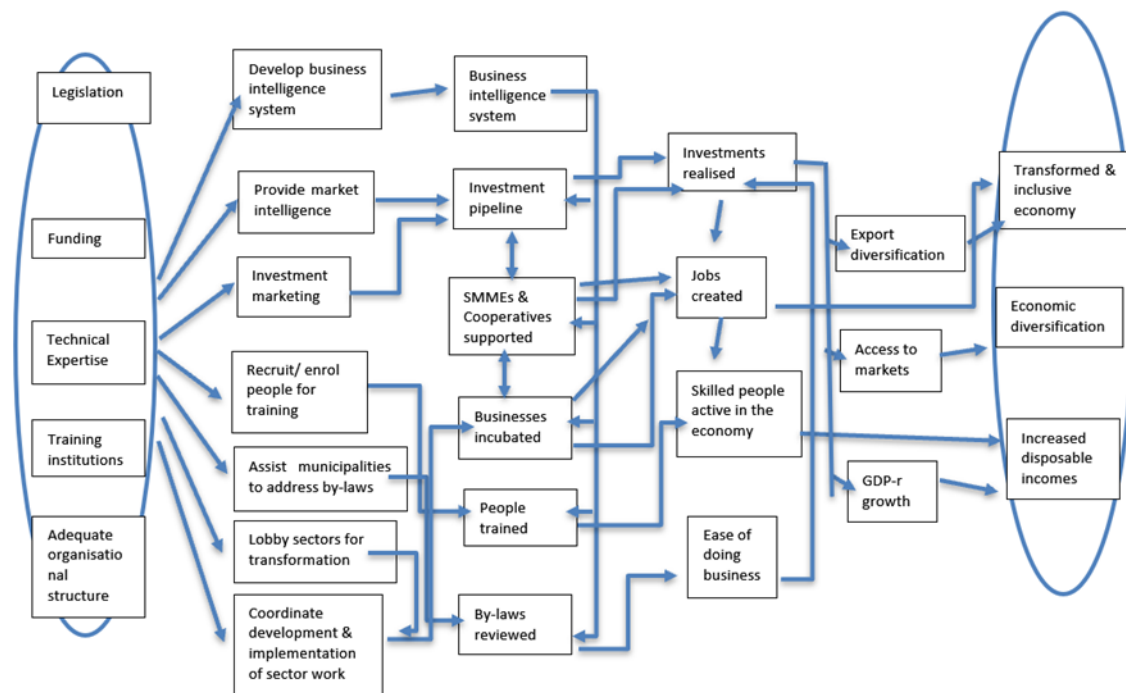 Legislation
Funding
Technical
Expertise
Training
institutions
Adequate
organisatio
nal
structure
Develop business
intelligence
system
Provide market
intelligence
Investment
marketing
Recruit/ enrol
people for
training
Assist municipalities
to address by-laws
Lobby sectors for
transformation
Coordinate
development &
implementation
of sector work
Business
intelligence
system
Investment
pipeline
SMMEs &
Cooperatives
supported
Businesses
incubated
People
trained
By-laws
reviewed
Investments
realised
Jobs
created
Skilled people
active in the
economy
Ease of
doing
business
Export
diversification
Access to
markets
GDP-r
growth
Transformed &
inclusive
economy
Economic
diversification
Increased
disposable
incomes